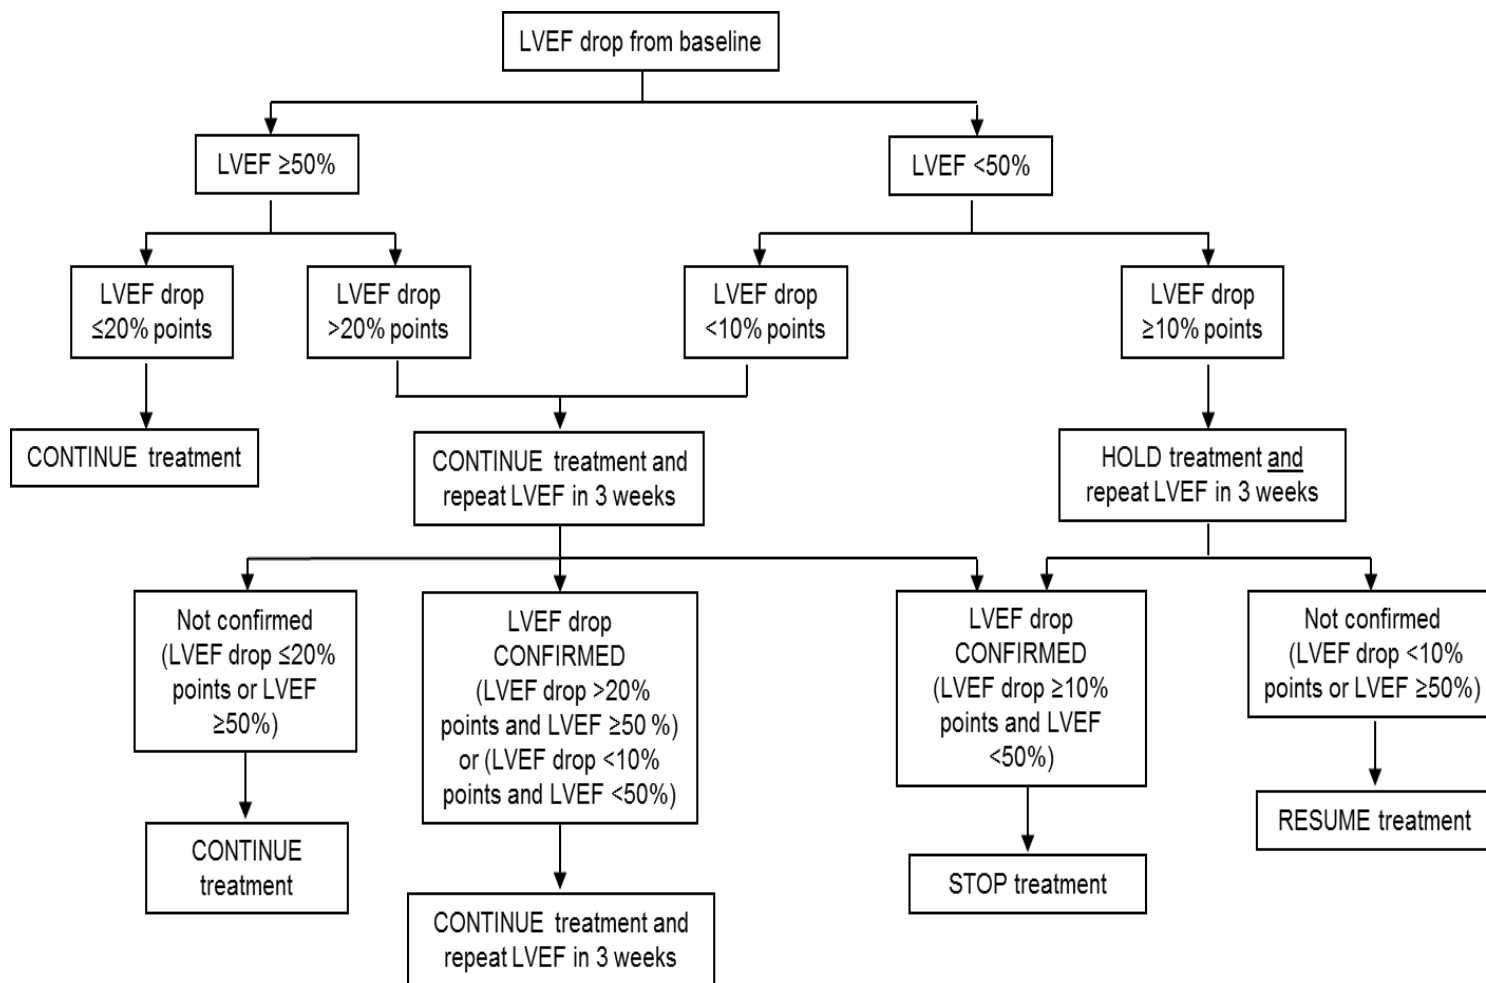 LVEF drop from baseline
LVEF ≥50%
LVEF <50%
LVEF drop
≤20% points
LVEF drop
>20% points
LVEF drop
<10% points
LVEF drop
≥10% points
CONTINUE treatment
CONTINUE treatment and
repeat LVEF in 3 weeks
HOLD treatment and
repeat LVEF in 3 weeks
Not confirmed
(LVEF drop ≤20%
points or LVEF
≥50%)
LVEF drop
CONFIRMED
(LVEF drop >20%
points and LVEF ≥50 %)
or (LVEF drop <10%
points and LVEF <50%)
LVEF drop
CONFIRMED
(LVEF drop ≥10%
points and LVEF
<50%)
Not confirmed
(LVEF drop <10%
points or LVEF ≥50%)
CONTINUE
treatment
CONTINUE treatment and
repeat LVEF in 3 weeks
STOP treatment
RESUME treatment